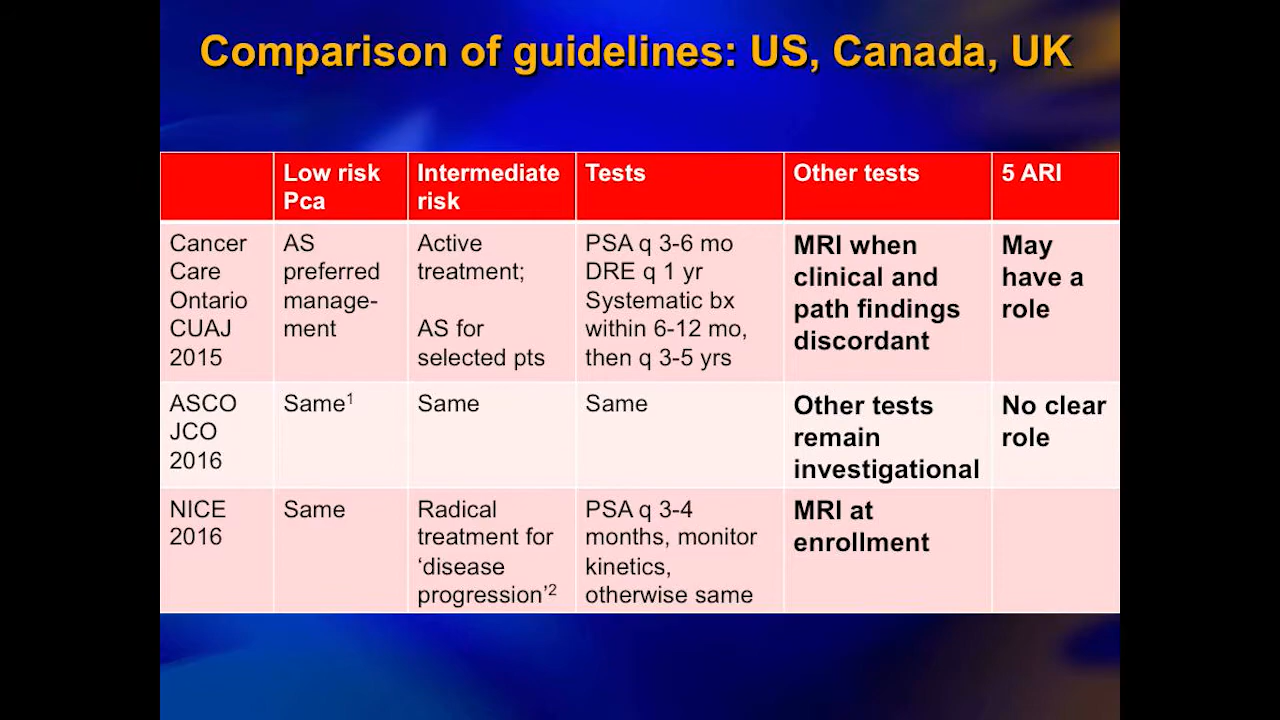 Comparison of guidelines: US, Canada, UK
Low risk
Pca
Intermediate
risk
Tests
Other tests
5 ARI
Cancer
Care
Ontario
CUAJ
2015
AS
preferred
manage-
ment
Active
treatment;
AS for
selected pts
PSA q 3-6 mo
DRE q 1 yr
Systematic bx
within 6-12 mo,
then q 3-5 yrs
MRI when
clinical and
path findings
discordant
May
have a
role
ASCO
JCO
2016
Same¹
Same
Same
Other tests
remain
investigational
No clear
role
NICE
2016
Same
Radical
treatment for
‘disease
progression’²
PSA q 3-4
months, monitor
kinetics,
otherwise same
MRI at
enrollment